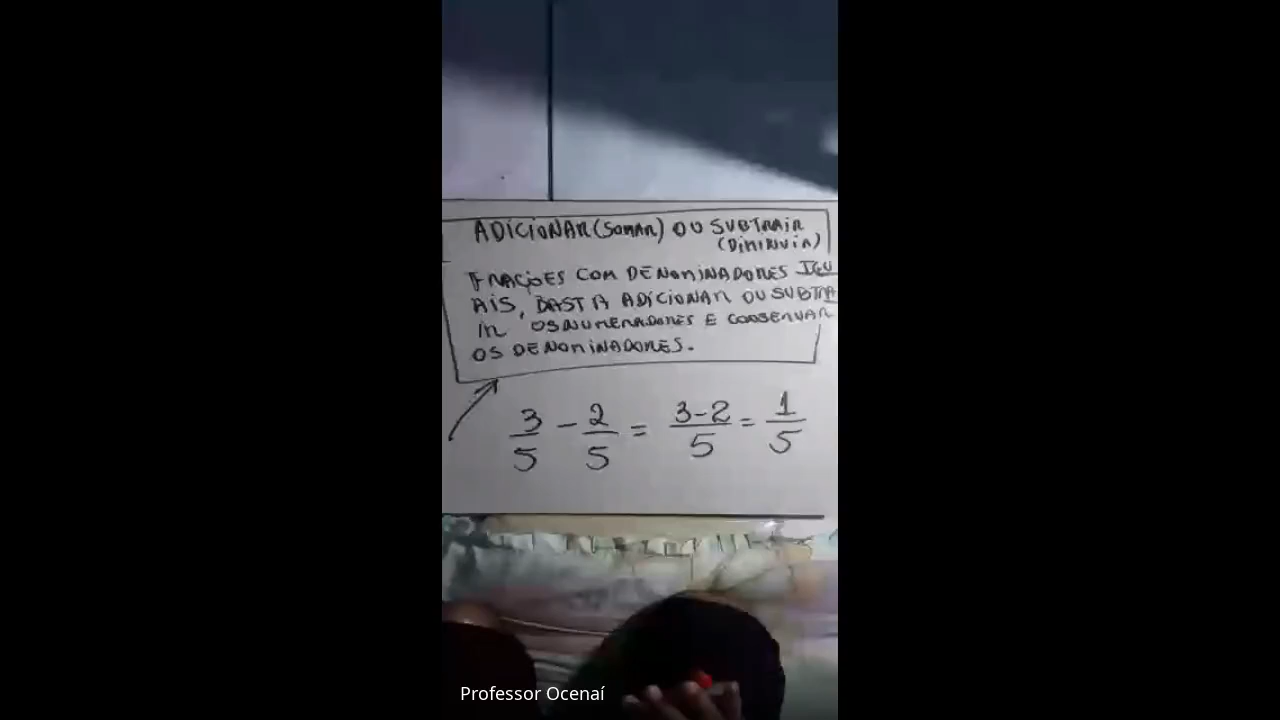 ADICIONAR (SOMAR) OU SUBTRAIR
(DIMINUIR)
FRAÇÕES COM DENOMINADORES IGU
AIS, BASTA ADICIONAR OU SUBTRA
IR OS NUMERADORES E CONSERVAR
OS DENOMINADORES.
3/5 - 2/5 = 3-2/5 = 1/5
Professor Ocenaí